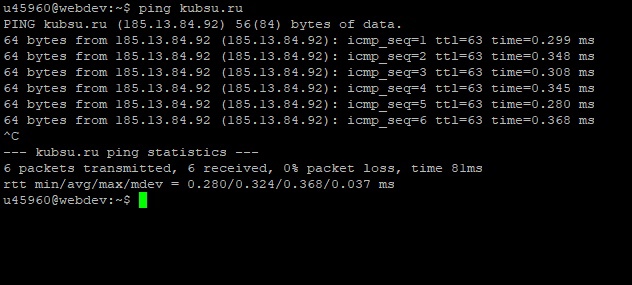 u45960@webdev:~$ ping kubsu.ru
PING kubsu.ru (185.13.84.92) 56(84) bytes of data.
64 bytes from 185.13.84.92 (185.13.84.92): icmp_seq=1 ttl=63 time=0.299 ms
64 bytes from 185.13.84.92 (185.13.84.92): icmp_seq=2 ttl=63 time=0.348 ms
64 bytes from 185.13.84.92 (185.13.84.92): icmp_seq=3 ttl=63 time=0.308 ms
64 bytes from 185.13.84.92 (185.13.84.92): icmp_seq=4 ttl=63 time=0.345 ms
64 bytes from 185.13.84.92 (185.13.84.92): icmp_seq=5 ttl=63 time=0.280 ms
64 bytes from 185.13.84.92 (185.13.84.92): icmp_seq=6 ttl=63 time=0.368 ms
^C
--- kubsu.ru ping statistics ---
6 packets transmitted, 6 received, 0% packet loss, time 81ms
rtt min/avg/max/mdev = 0.280/0.324/0.368/0.037 ms
u45960@webdev:~$